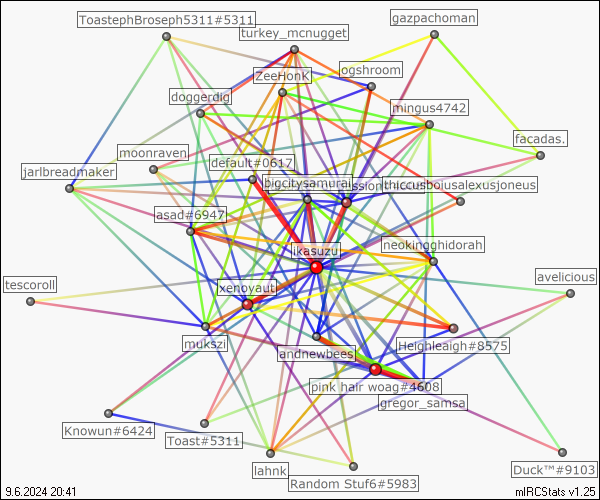 ToastephBroseph5311#5311
gazpachoman
turkey_mcnugget
ogshroom
ZeeHonK
doggerdig
mingus4742
facadas.
moonraven
default#0617
jarlbreadmaker
bigcitysamurai
thiccusbolusalexusjoneus
asad#6947
ikasuzu
neokingghidorah
tescoroll
xenoyaut
avelicious
mukszi
andnewbees
Heighleaigh#8575
pink hair woag#4608
gregor_samsa
Knowun#6424
Toast#5311
lahnk
Random Stuf6#5983
Duck™#9103
9.6.2024 20:41
mIRCStats v1.25